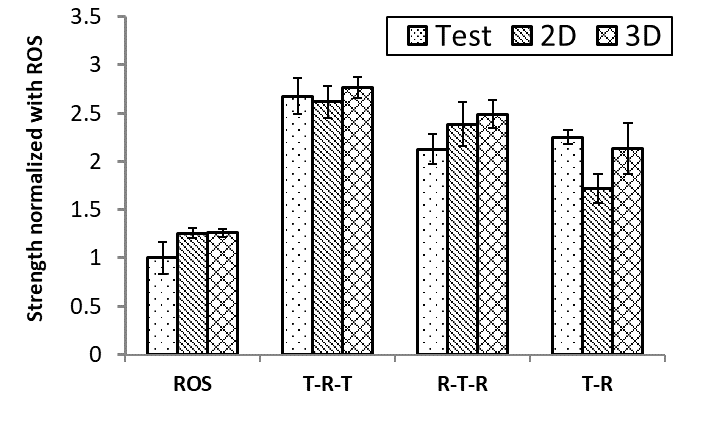 3.5
3
2.5
2
1.5
1
0.5
0
Strength normalized with ROS
Test 2D 3D
ROS T-R-T R-T-R T-R